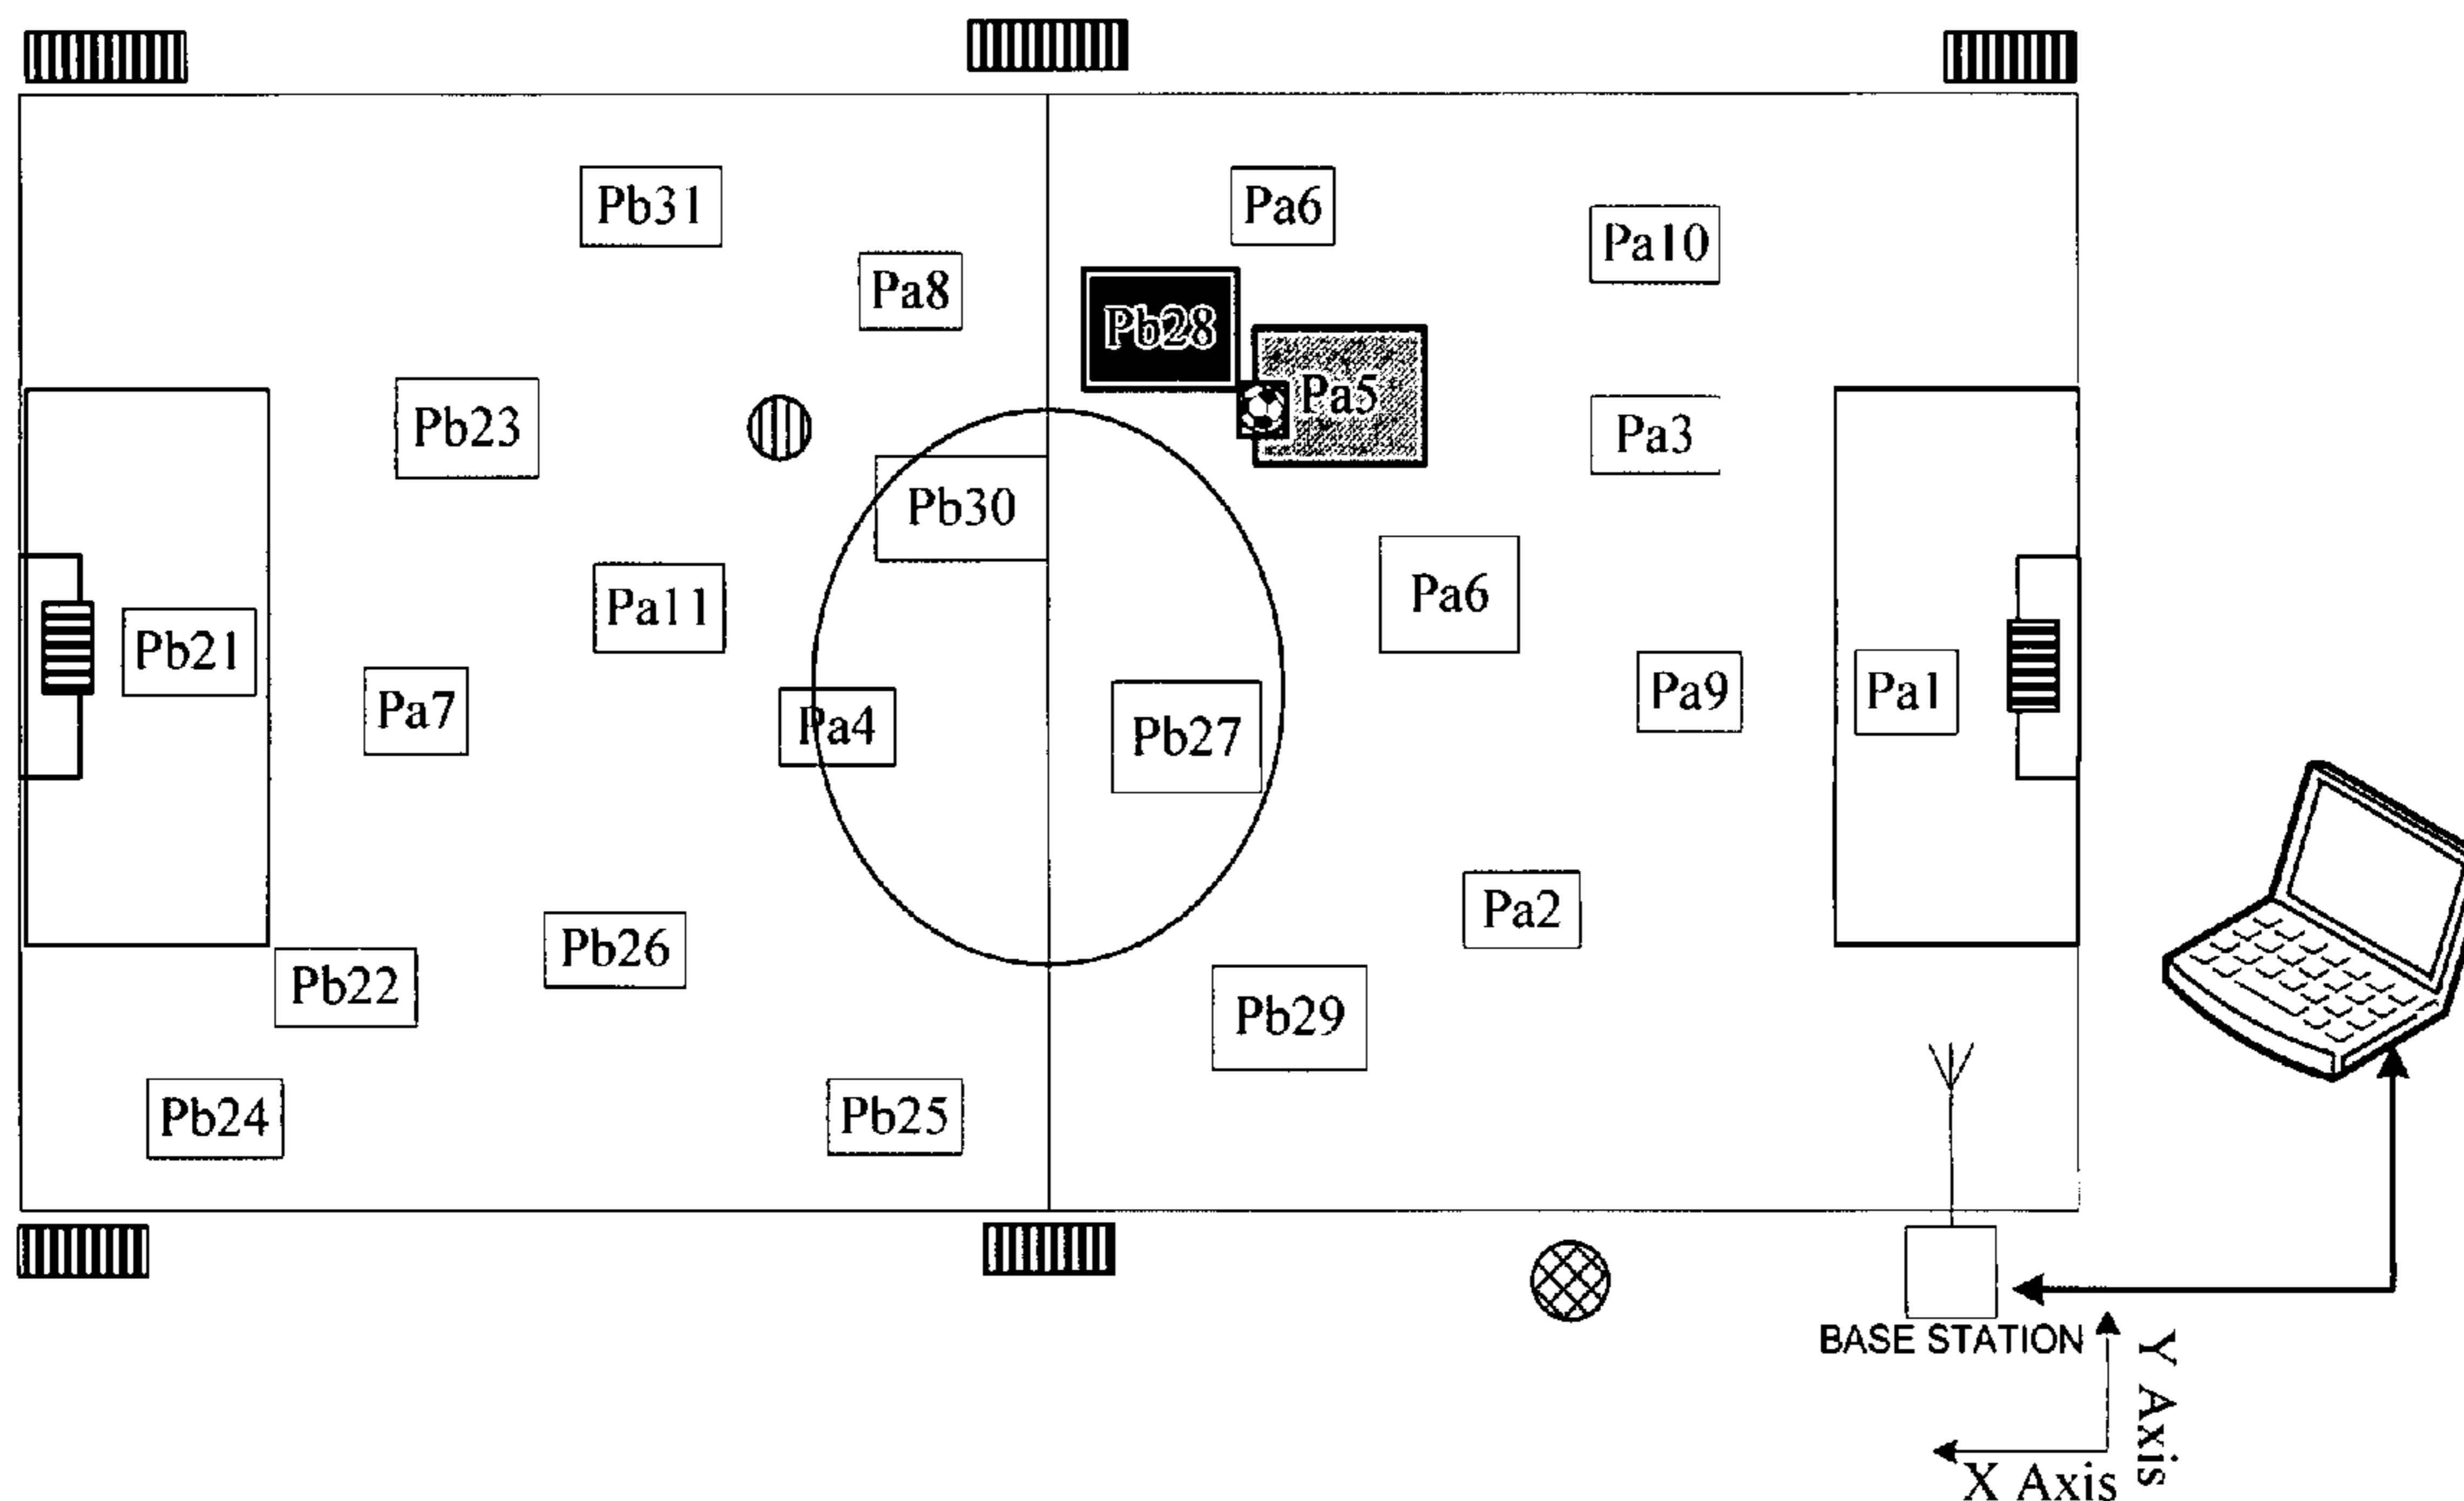 Pb31
Pa6
Pa10
Pa8
Pb28
Pa5
Pb23
Pa3
Pb30
Pa11
Pa6
Pb21
Pa7
Pa4
Pb27
Pa9
Pa1
Pa2
Pb26
Pb22
Pb29
Pb24
Pb25
BASE STATION
Y Axis
X Axis